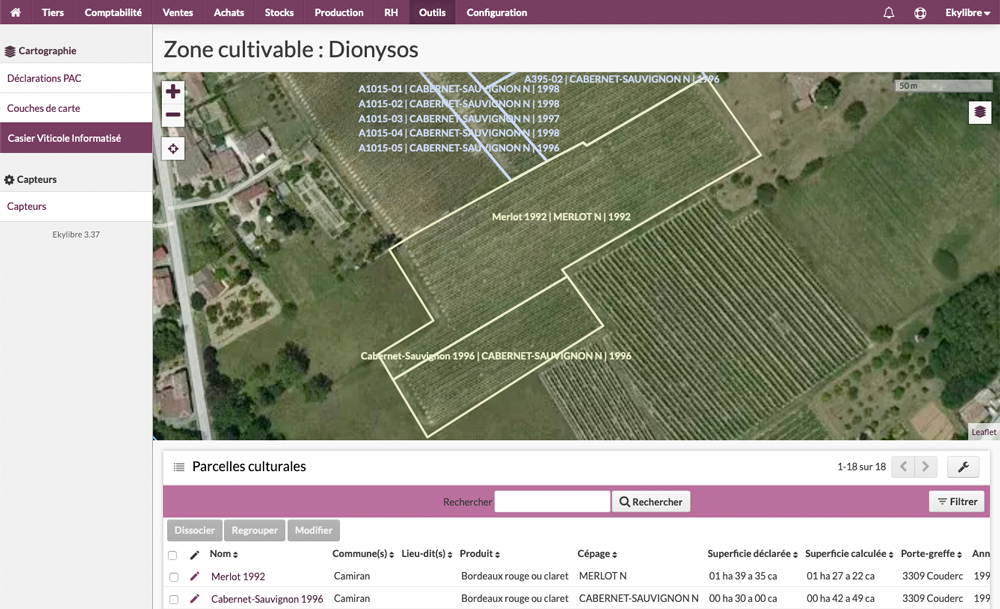 Tiers Comptabilité Ventes Achats Stocks Production RH Outils Configuration Ekylibre
Cartographie
Déclarations PAC
Couches de carte
Casier Viticole Informatisé
Capteurs
Capteurs
Ekylibre 3.37
Zone cultivable : Dionysos
A395-02 | CABERNET-SAUVIGNON N | 1996
50 m
A1015-01 | CABERNET-SAUVIGNON N | 1998
A1015-02 | CABERNET-SAUVIGNON N | 1998
A1015-03 | CABERNET-SAUVIGNON N | 1997
A1015-04 | CABERNET-SAUVIGNON N | 1998
A1015-05 | CABERNET-SAUVIGNON N | 1996
Merlot 1992 | MERLOT N | 1992
Cabernet-Sauvignon 1996 | CABERNET-SAUVIGNON N | 1996
Leaflet
Parcelles culturales 1-18 sur 18
Rechercher Rechercher Filtrer
Dissocier Regrouper Modifier
Nom Commune(s) Lieu-dit(s) Produit Cépage Superficie déclarée Superficie calculée Porte-greffe Ann
Merlot 1992 Camiran Bordeaux rouge ou claret MERLOT N 01 ha 39 a 35 ca 01 ha 27 a 22 ca 3309 Couderc 199
Cabernet-Sauvignon 1996 Camiran Bordeaux rouge ou claret CABERNET-SAUVIGNON N 00 ha 30 a 00 ca 00 ha 42 a 49 ca 3309 Couderc 199